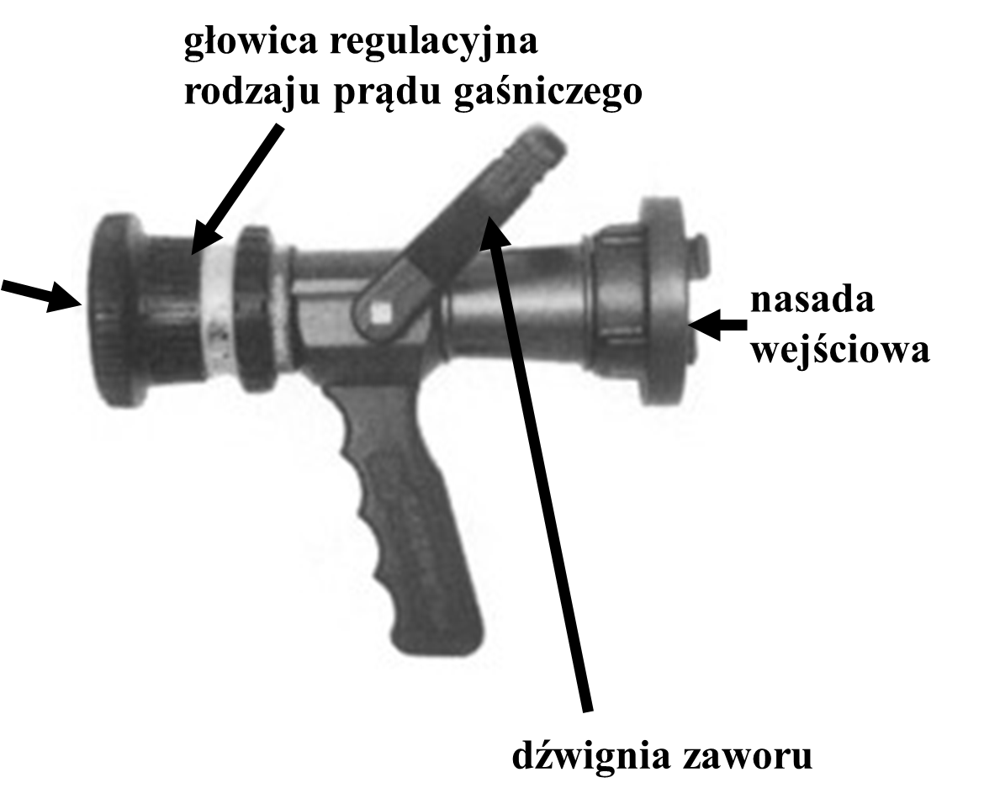 głowica regulacyjna
rodzaju prądu gaśniczego
nasada
wejściowa
dźwignia zaworu